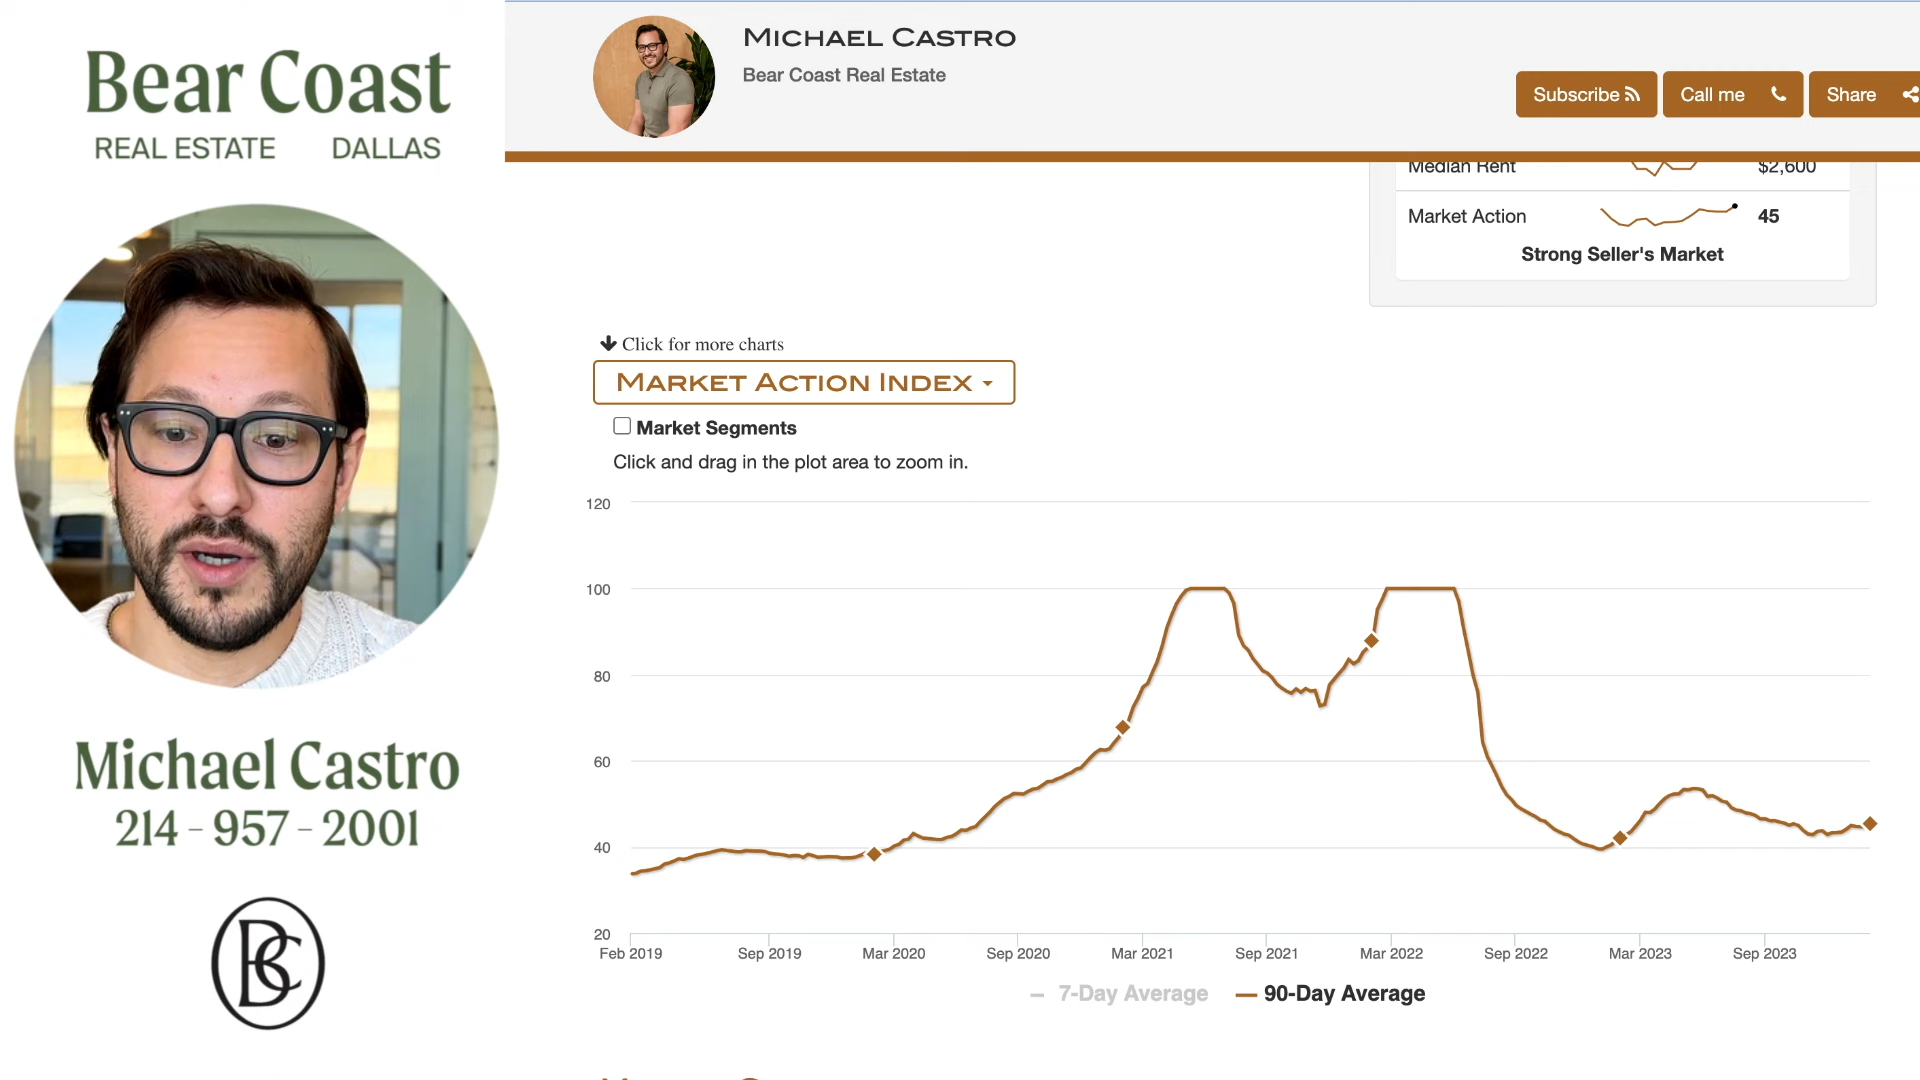 Bear Coast
REAL ESTATE DALLAS
Michael Castro
214 - 957 - 2001
BC
MICHAEL CASTRO
Bear Coast Real Estate
Subscribe
Call me
Share
Median Rent $2,600
Market Action 45
Strong Seller's Market
Click for more charts
MARKET ACTION INDEX
Market Segments
Click and drag in the plot area to zoom in.
120
100
80
60
40
20
Feb 2019 Sep 2019 Mar 2020 Sep 2020 Mar 2021 Sep 2021 Mar 2022 Sep 2022 Mar 2023 Sep 2023
7-Day Average 90-Day Average